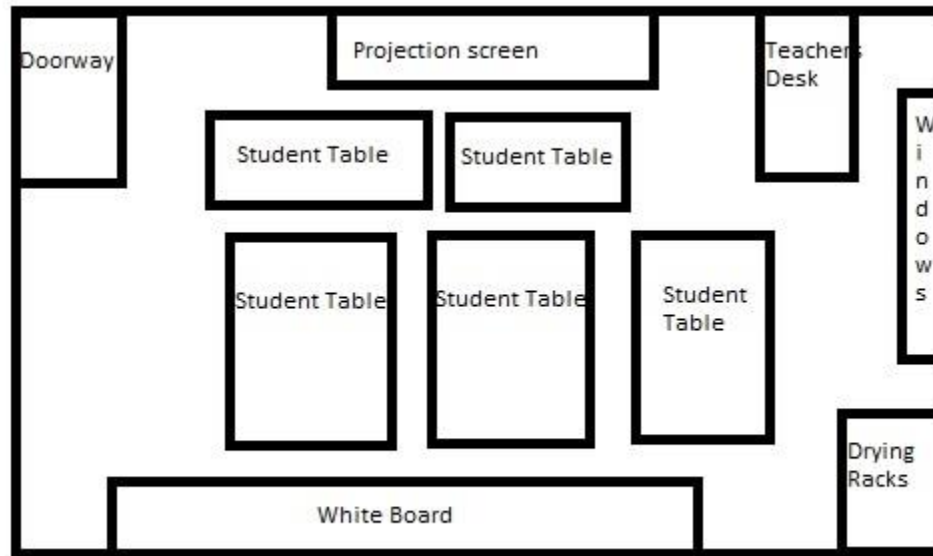 Doorway
Projection screen
Teachers
Desk
Windows
Student Table
Student Table
Student Table
Student Table
Student
Table
Drying
Racks
White Board